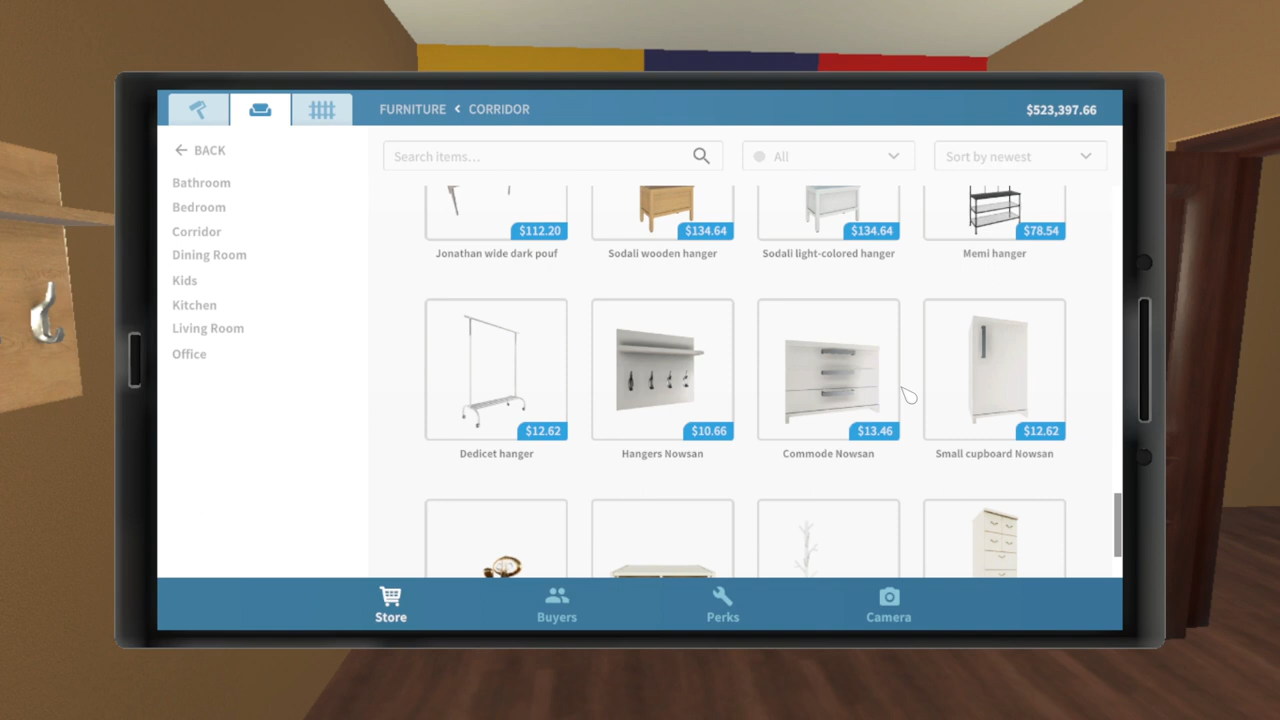 FURNITURE < CORRIDOR
$523,397.66
BACK
Search items...
All
Sort by newest
Bathroom
Bedroom
Corridor
Dining Room
Kids
Kitchen
Living Room
Office
$112.20
$134.64
$134.64
$78.54
Jonathan wide dark pouf
Sodali wooden hanger
Sodali light-colored hanger
Memi hanger
$12.62
$10.66
$13.46
$12.62
Dedicet hanger
Hangers Nowsan
Commode Nowsan
Small cupboard Nowsan
Store
Buyers
Perks
Camera